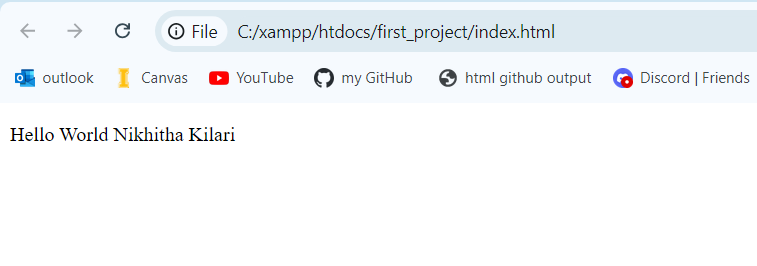 File C:/xampp/htdocs/first_project/index.html
outlook Canvas YouTube my GitHub html github output Discord | Friends
Hello World Nikhitha Kilari